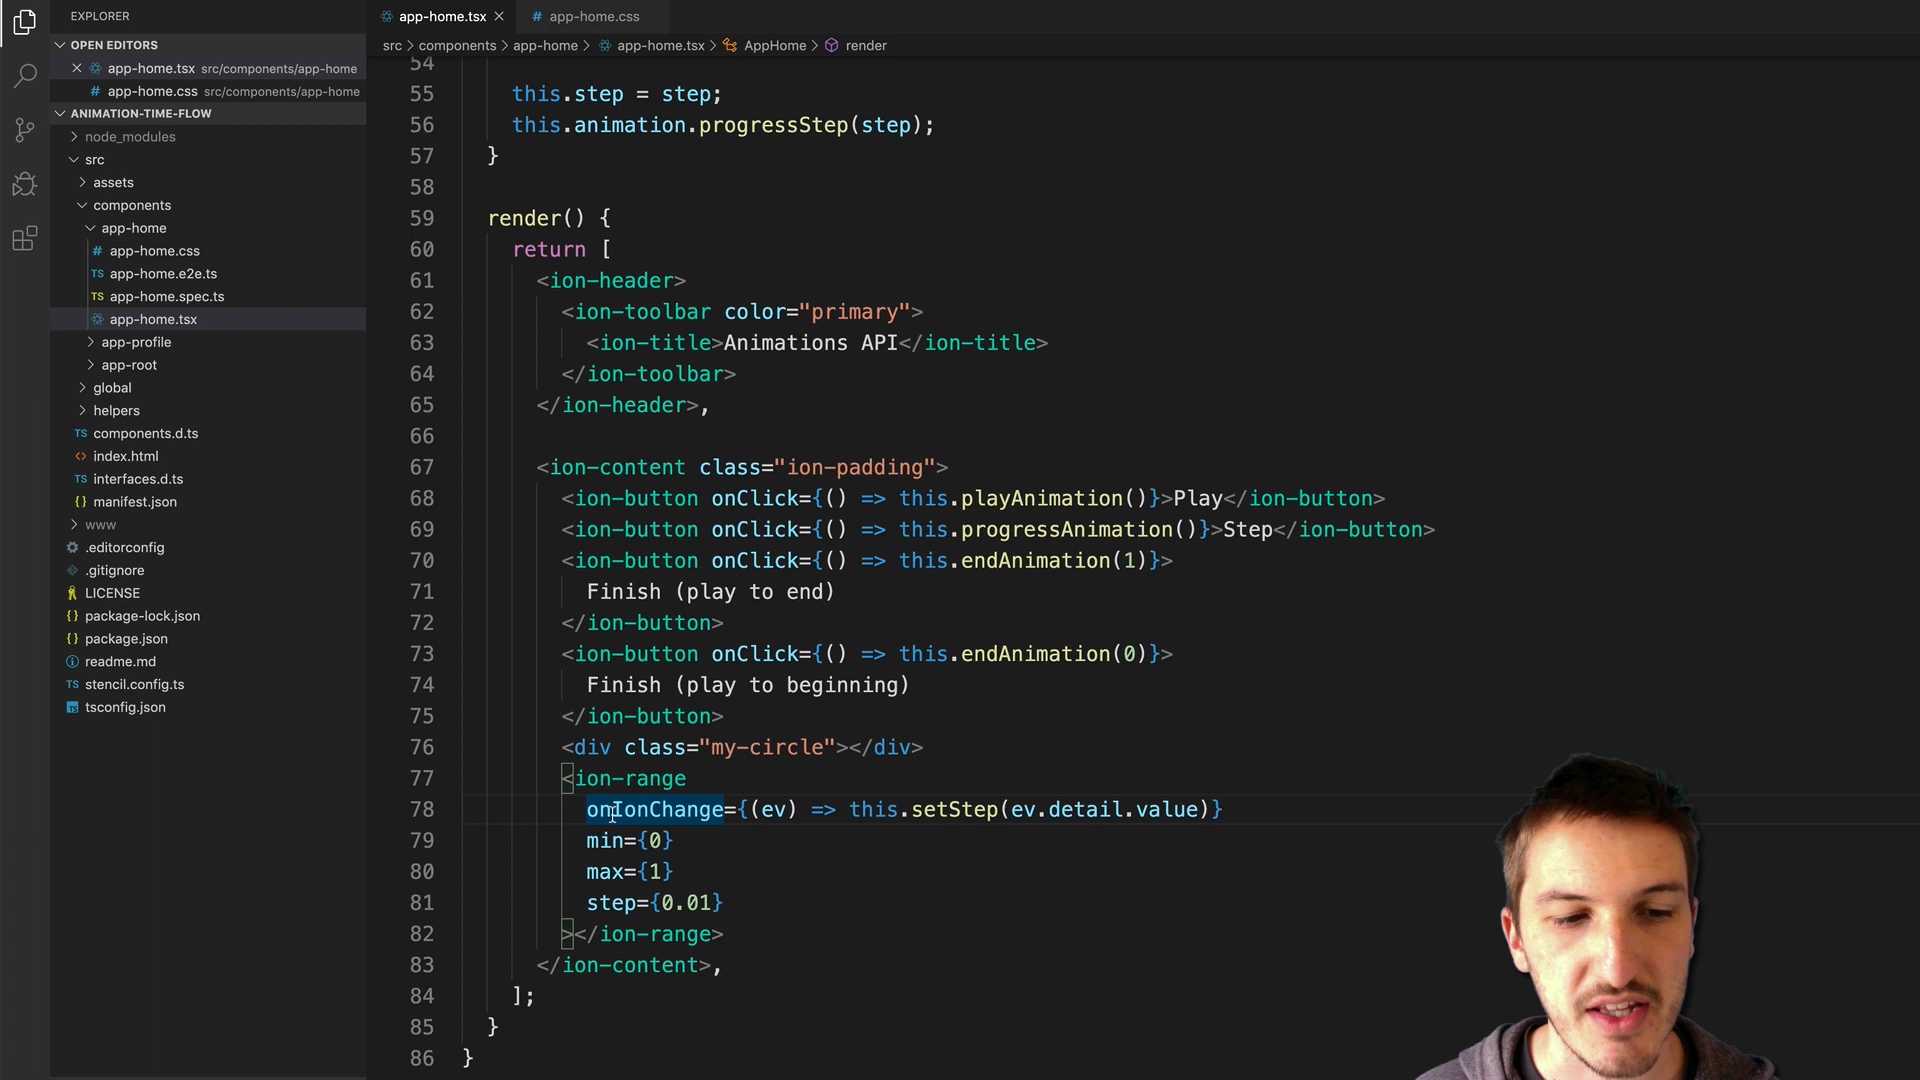 EXPLORER
OPEN EDITORS
app-home.tsx src/components/app-home
# app-home.css src/components/app-home
ANIMATION-TIME-FLOW
node_modules
src
assets
components
app-home
# app-home.css
TS app-home.e2e.ts
TS app-home.spec.ts
app-home.tsx
app-profile
app-root
global
helpers
TS components.d.ts
<> index.html
TS interfaces.d.ts
{} manifest.json
www
.editorconfig
.gitignore
LICENSE
{} package-lock.json
{} package.json
readme.md
TS stencil.config.ts
TS tsconfig.json
app-home.tsx # app-home.css
src > components > app-home > app-home.tsx > AppHome > render
54
55 this.step = step;
56 this.animation.progressStep(step);
57 }
58
59 render() {
60 return [
61 <ion-header>
62 <ion-toolbar color="primary">
63 <ion-title>Animations API</ion-title>
64 </ion-toolbar>
65 </ion-header>,
66
67 <ion-content class="ion-padding">
68 <ion-button onClick={() => this.playAnimation()}>Play</ion-button>
69 <ion-button onClick={() => this.progressAnimation()}>Step</ion-button>
70 <ion-button onClick={() => this.endAnimation(1)}>
71 Finish (play to end)
72 </ion-button>
73 <ion-button onClick={() => this.endAnimation(0)}>
74 Finish (play to beginning)
75 </ion-button>
76 <div class="my-circle"></div>
77 <ion-range
78 onIonChange={(ev) => this.setStep(ev.detail.value)}
79 min={0}
80 max={1}
81 step={0.01}
82 ></ion-range>
83 </ion-content>,
84 ];
85 }
86 }